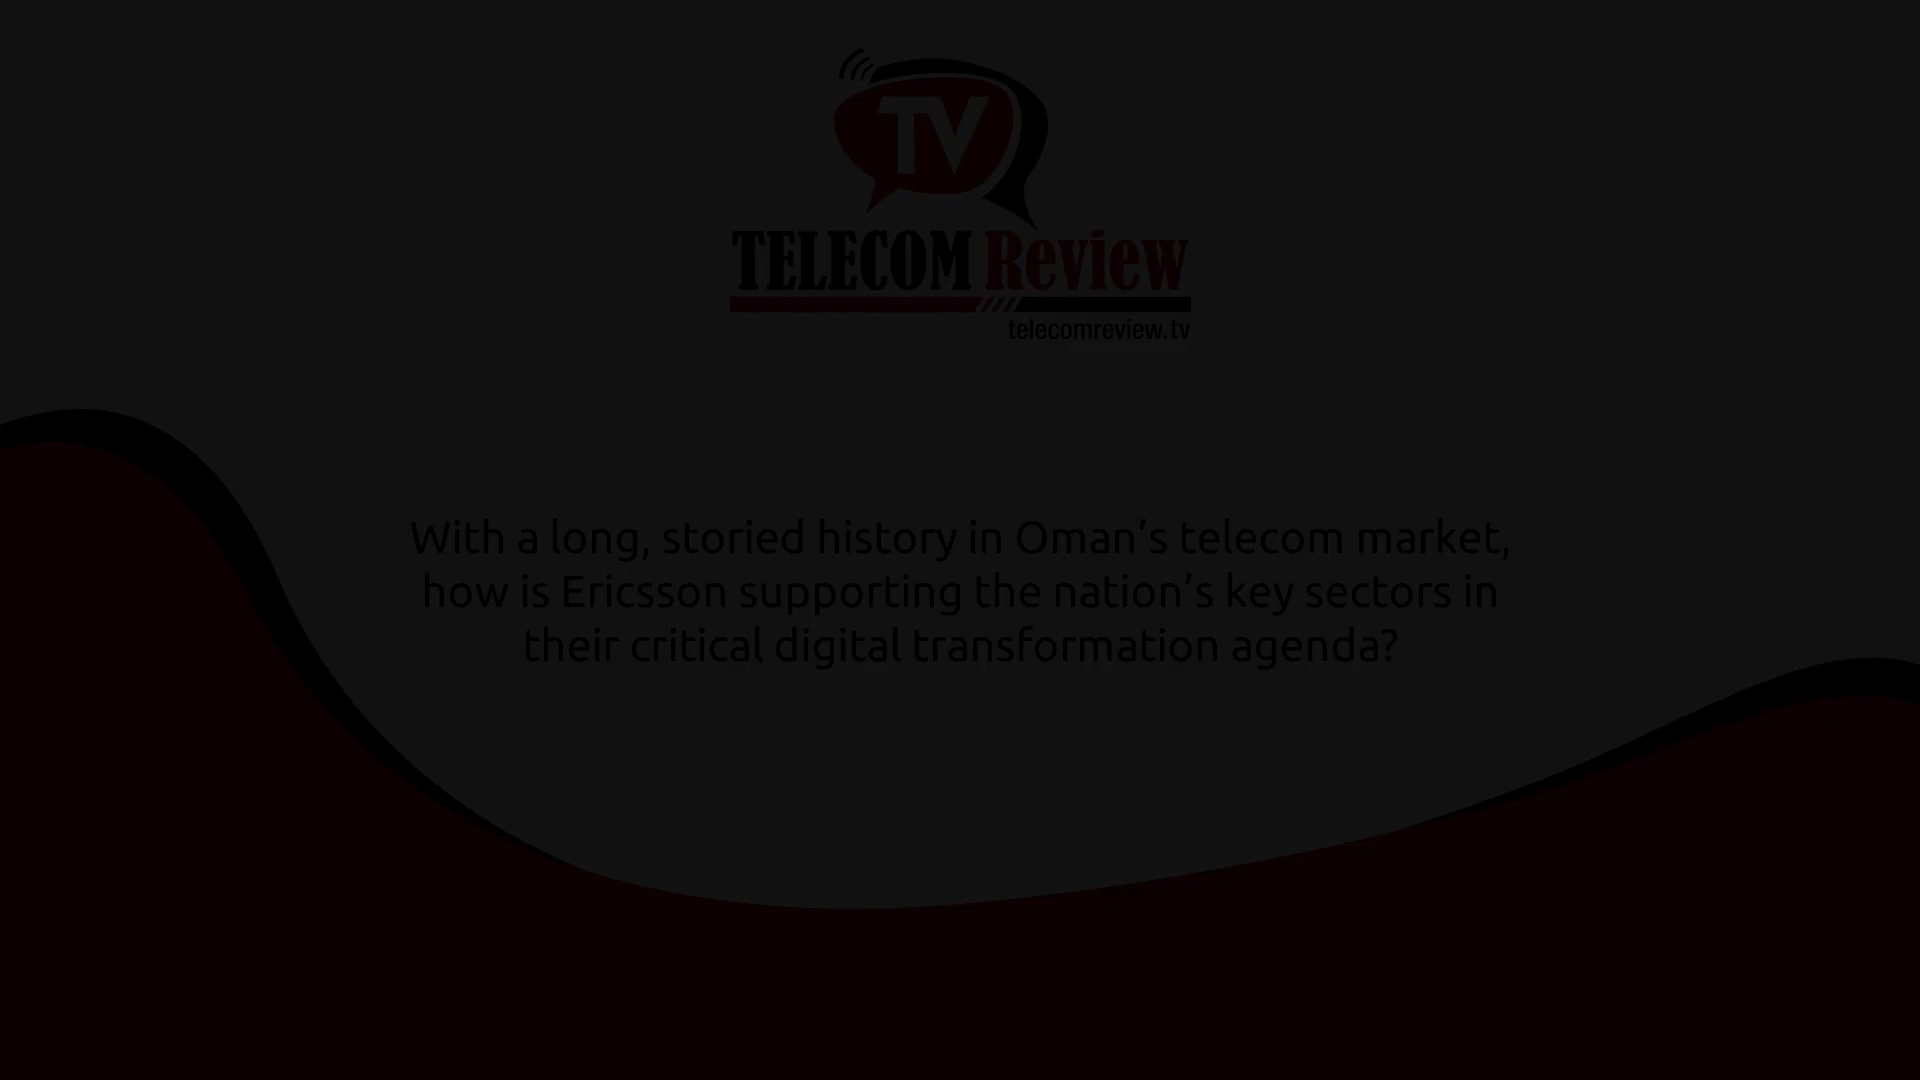 TV
TELECOM Review
telecomreview.tv
With a long, storied history in Oman's telecom market,
how is Ericsson supporting the nation's key sectors in
their critical digital transformation agenda?